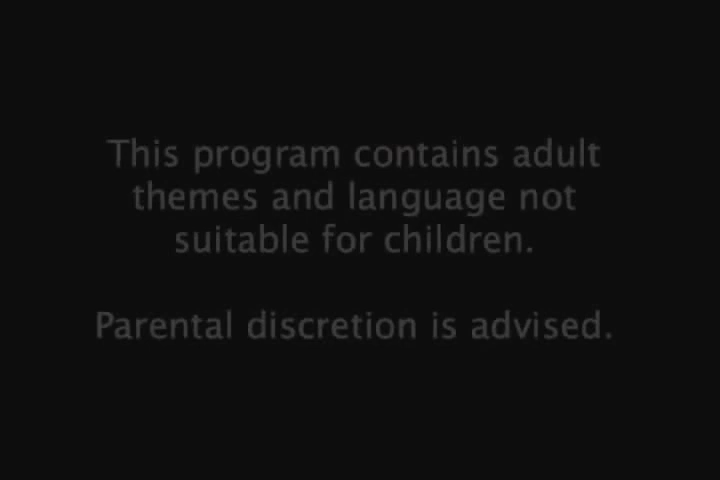 This program contains adult
themes and language not
suitable for children.
Parental discretion is advised.